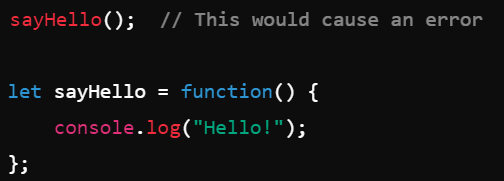 sayHello();  // This would cause an error
let sayHello = function() {
    console.log("Hello!");
};